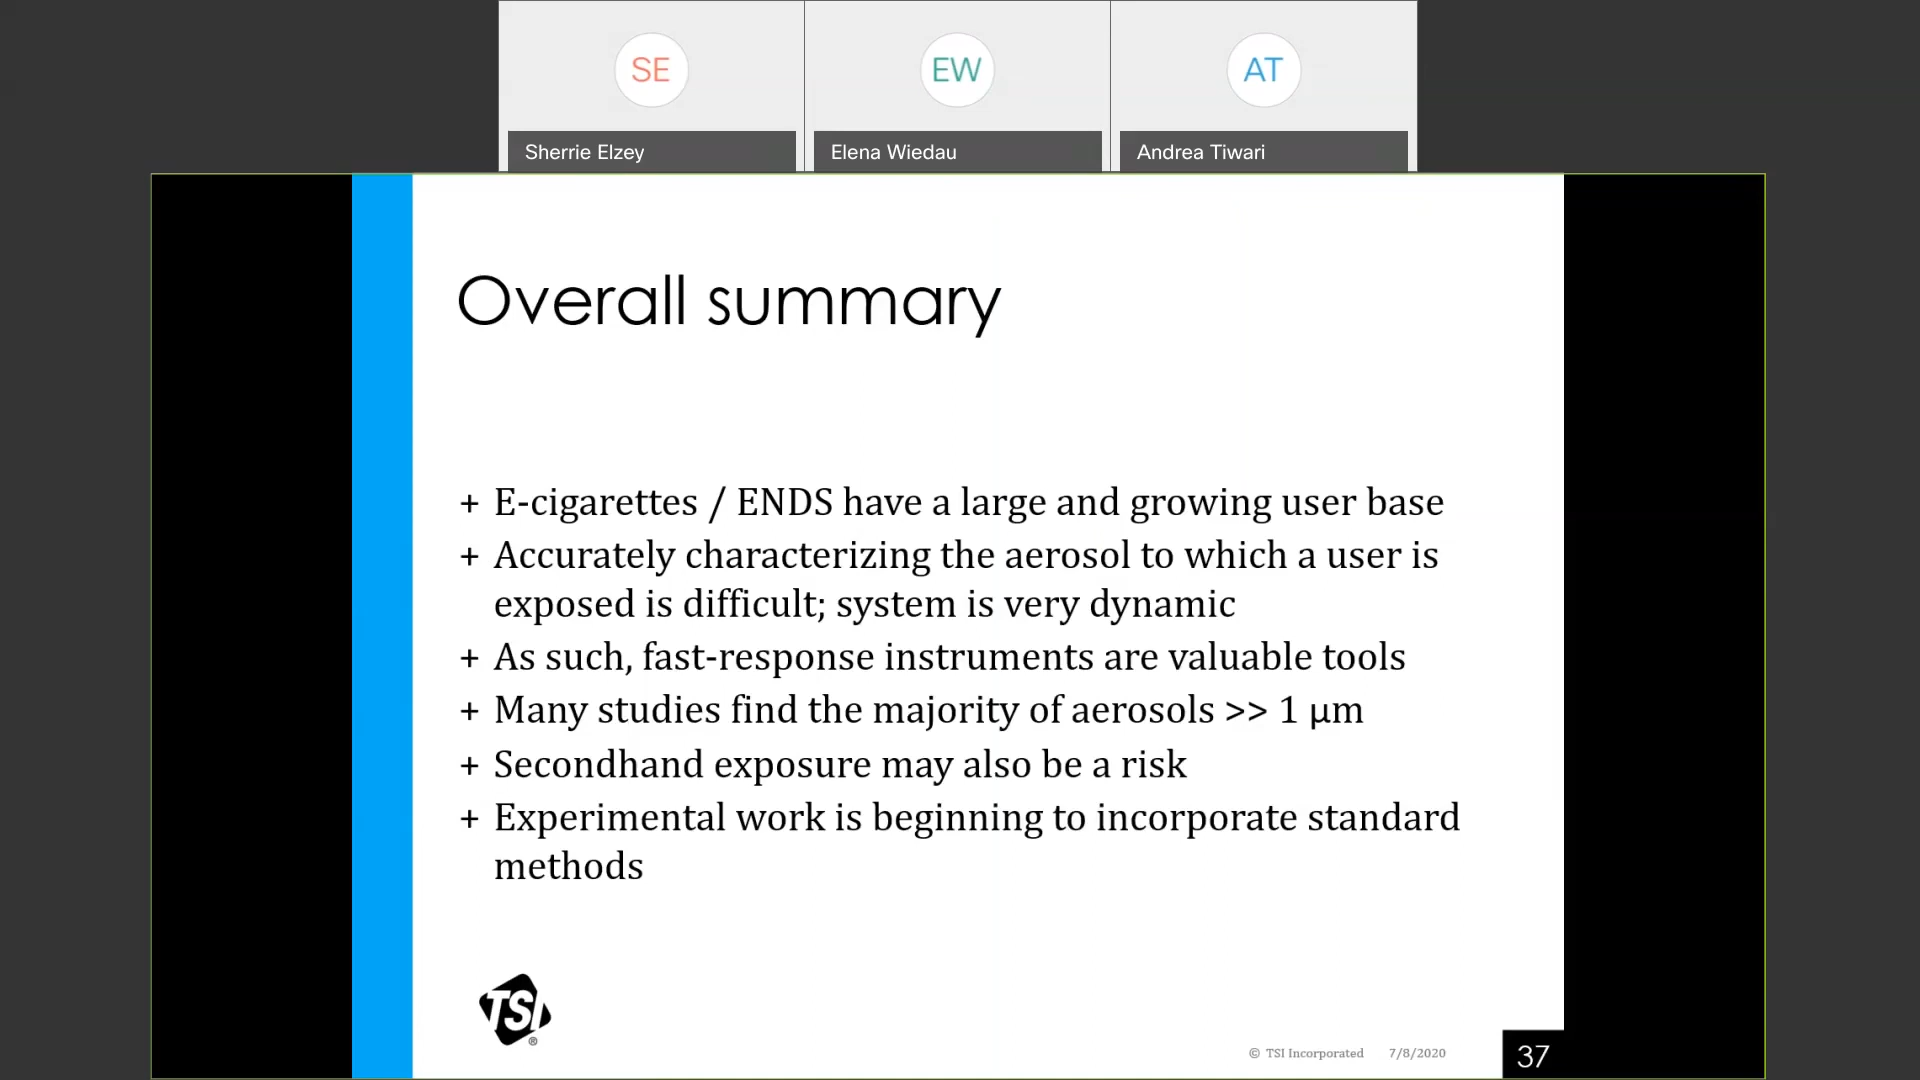 SE
EW
AT
Sherrie Elzey
Elena Wiedau
Andrea Tiwari
Overall summary
+ E-cigarettes / ENDS have a large and growing user base
+ Accurately characterizing the aerosol to which a user is
exposed is difficult; system is very dynamic
+ As such, fast-response instruments are valuable tools
+ Many studies find the majority of aerosols >> 1 µm
+ Secondhand exposure may also be a risk
+ Experimental work is beginning to incorporate standard
methods
TSI®
© TSI Incorporated 7/8/2020
37